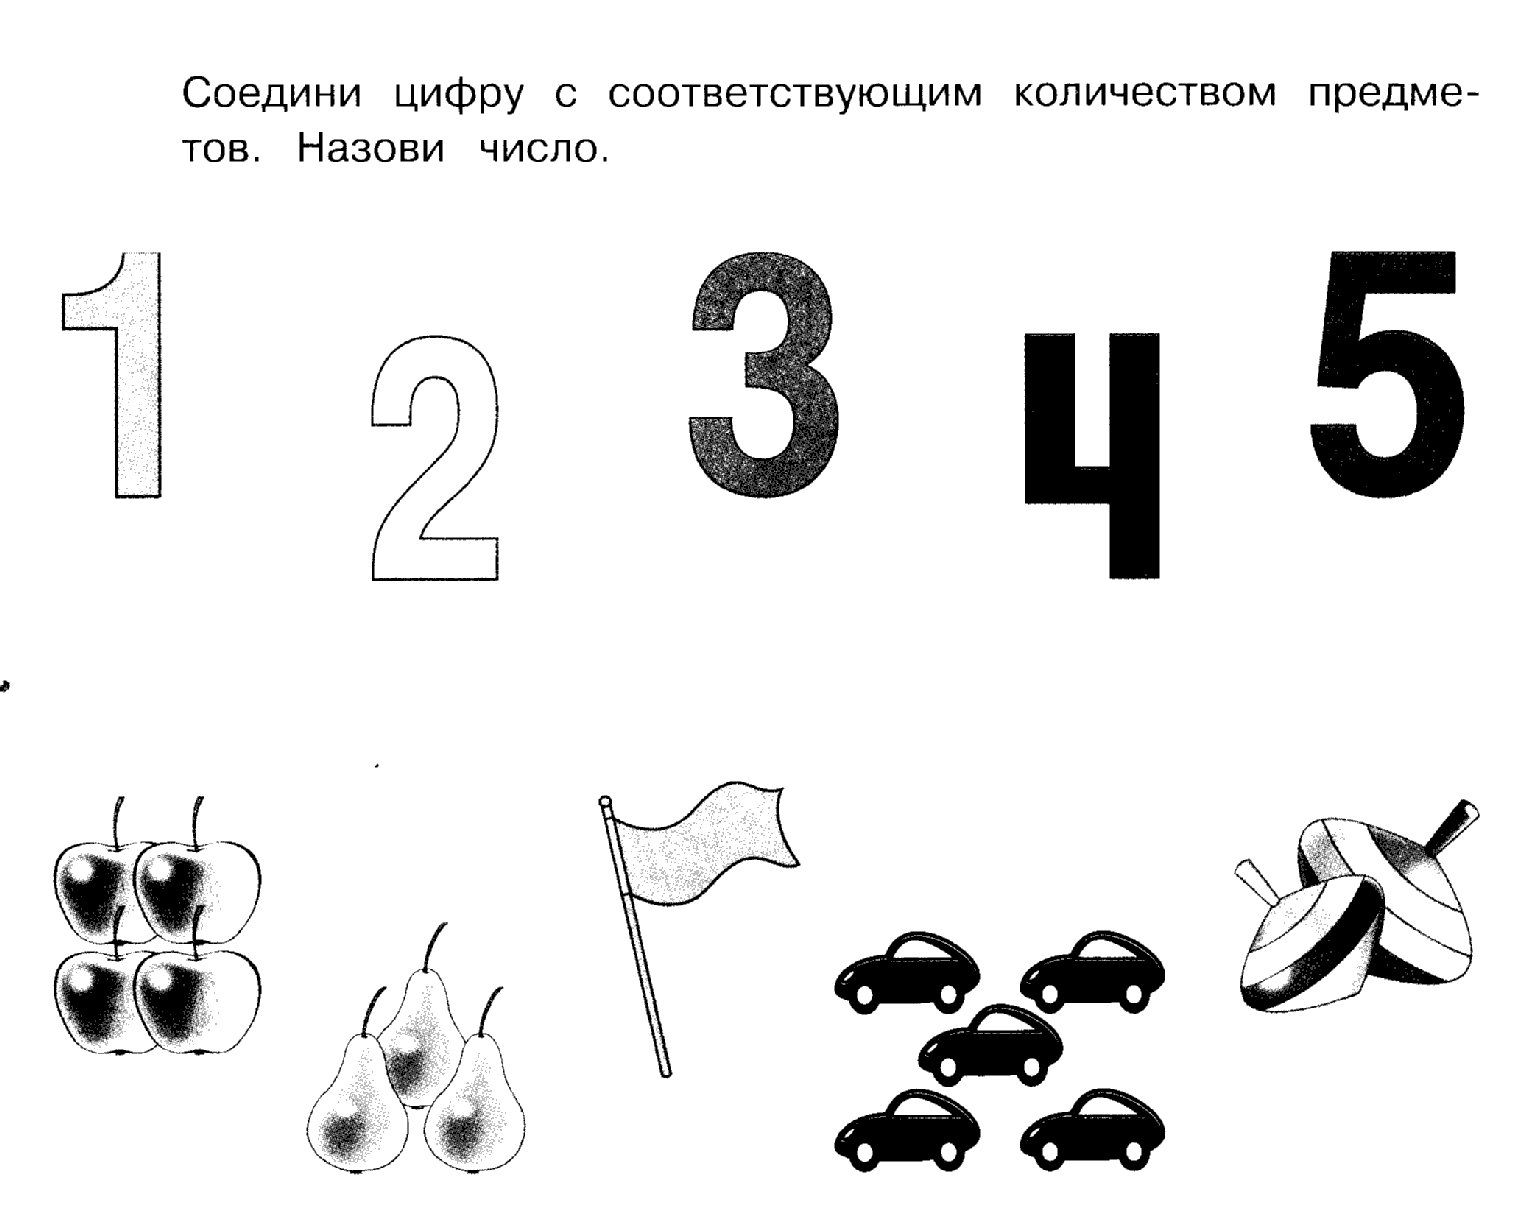 Соедини цифру с соответствующим количеством предме-
тов. Назови число.
1 2 3 4 5